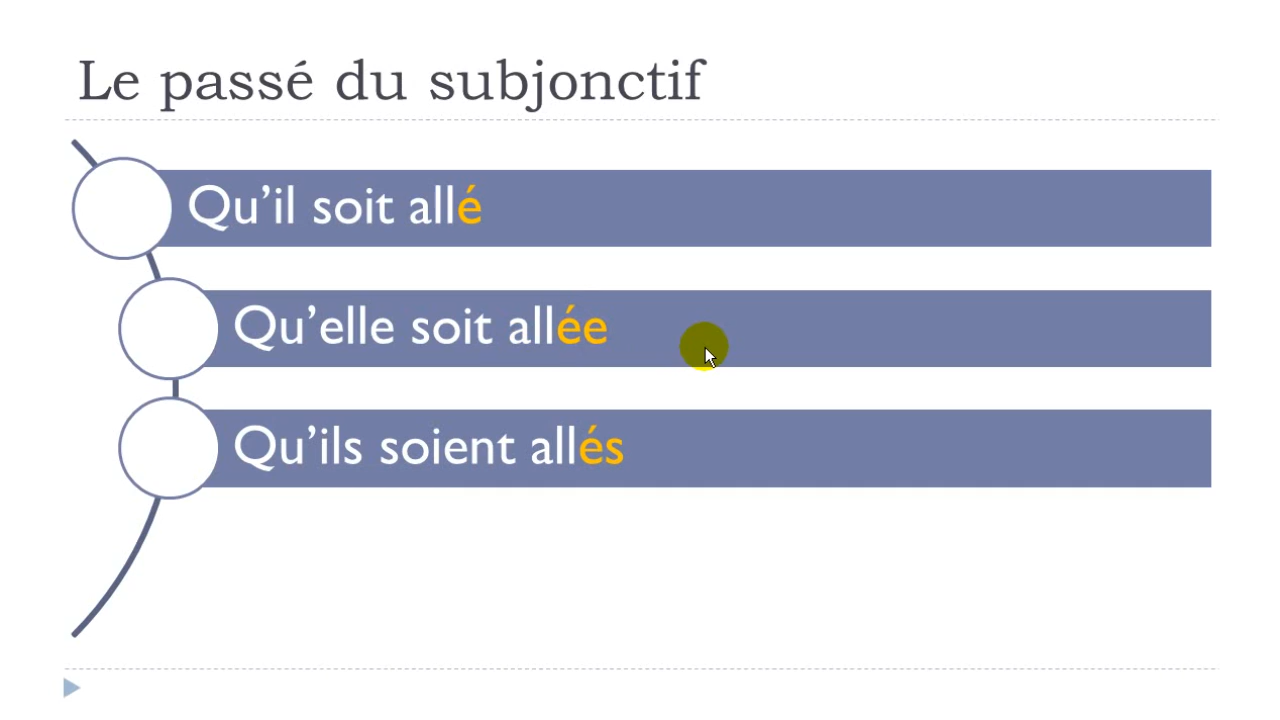 Le passé du subjonctif
Qu’il soit allé
Qu’elle soit allée
Qu’ils soient allés